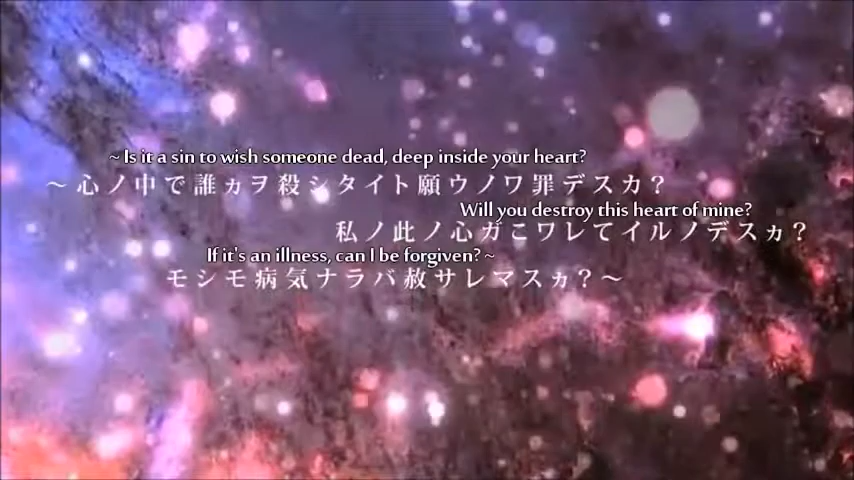 ~ Is it a sin to wish someone dead, deep inside your heart?
～心ノ中で誰ヵヲ殺シタイト願ウノワ罪デスカ？
Will you destroy this heart of mine?
私ノ此ノ心ガこワレてイルノデスヵ？
If it's an illness, can I be forgiven? ~
モシモ病気ナラバ赦サレマスヵ？～